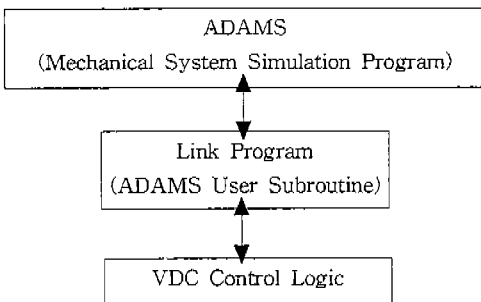 ADAMS
(Mechanical System Simulation Program)
Link Program
(ADAMS User Subroutine)
VDC Control Logic